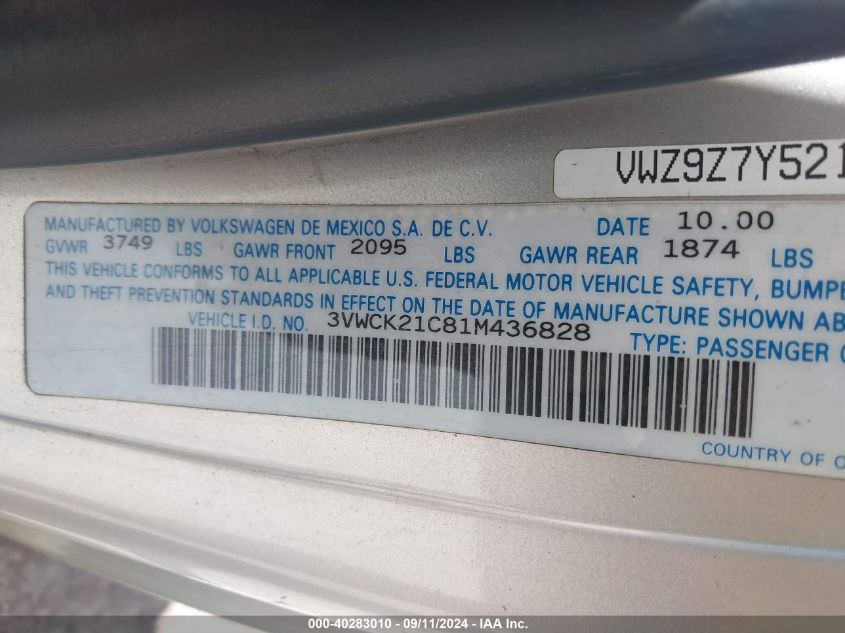 VWZ9Z7Y521
MANUFACTURED BY VOLKSWAGEN DE MEXICO S.A. DE C.V. DATE 10.00
GVWR 3749 LBS GAWR FRONT 2095 LBS GAWR REAR 1874 LBS
THIS VEHICLE CONFORMS TO ALL APPLICABLE U.S. FEDERAL MOTOR VEHICLE SAFETY, BUMPE
AND THEFT PREVENTION STANDARDS IN EFFECT ON THE DATE OF MANUFACTURE SHOWN AB
VEHICLE I.D. NO. 3VWCK21C81M436828 TYPE: PASSENGER
COUNTRY OF O
000-40283010 - 09/11/2024 - IAA Inc.